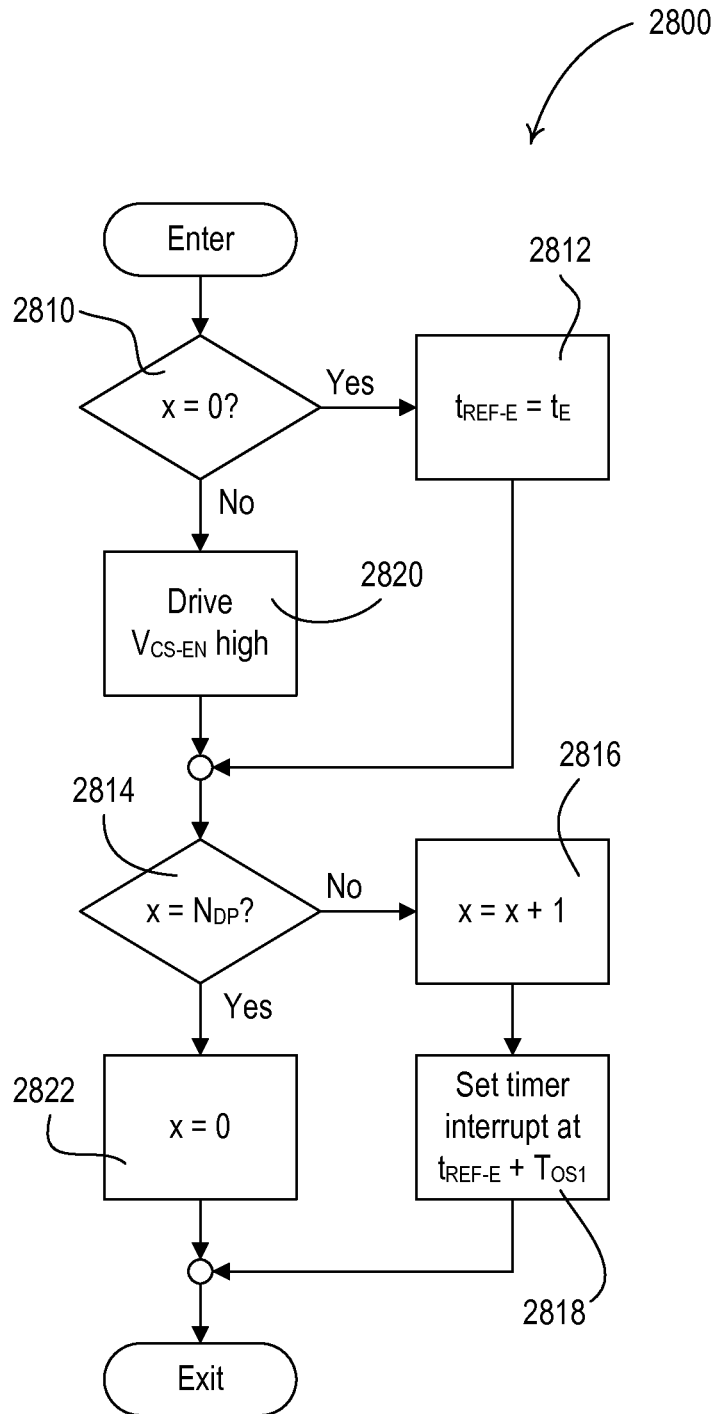 2800
Enter
2810
2812
x = 0?
Yes
tREF-E = tE
No
2820
Drive
VCS-EN high
2814
2816
x = NDP?
No
x = x + 1
Yes
2822
x = 0
Set timer
interrupt at
tREF-E + TOS1
2818
Exit